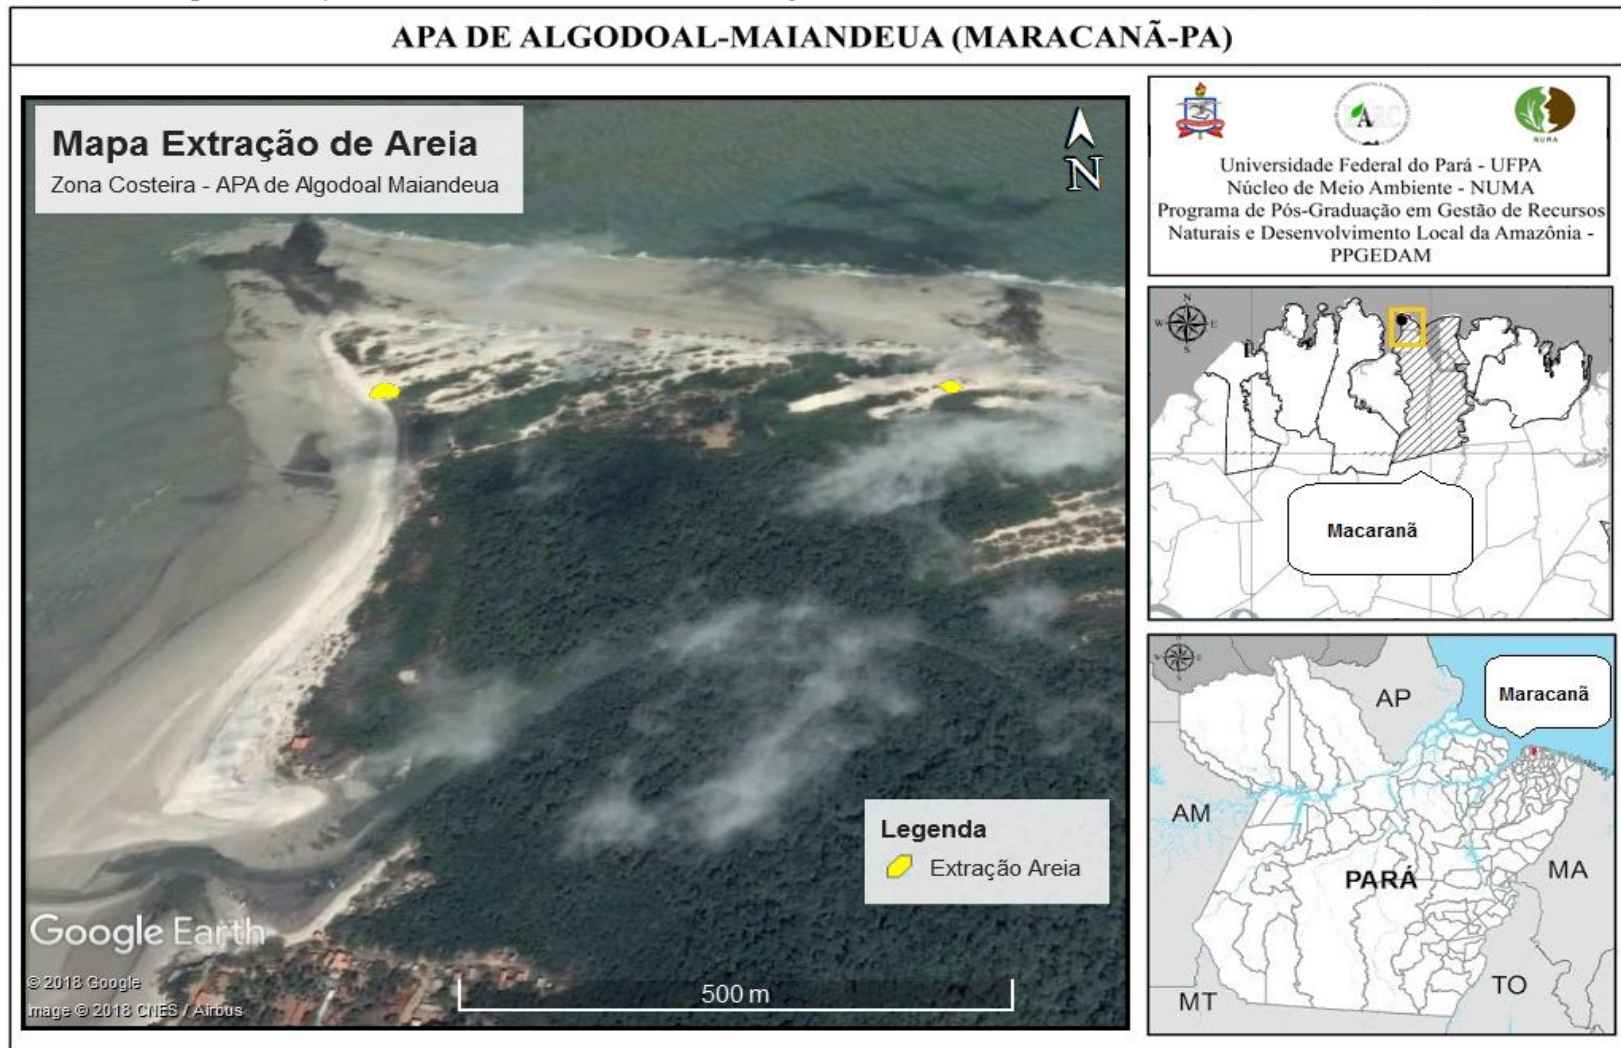 APA DE ALGODOAL-MAIANDEUA (MARACANÃ-PA)
Mapa Extração de Areia
Zona Costeira - APA de Algodoal Maiandeua
N
Legenda
Extração Areia
Google Earth
© 2018 Google
Image © 2018 CNES / Airbus
500 m
NUMA
Universidade Federal do Pará - UFPA
Núcleo de Meio Ambiente - NUMA
Programa de Pós-Graduação em Gestão de Recursos
Naturais e Desenvolvimento Local da Amazônia -
PPGEDAM
N
W E
S
Macaranã
W E
S
AP
Maracanã
AM
PARÁ
MA
MT
TO